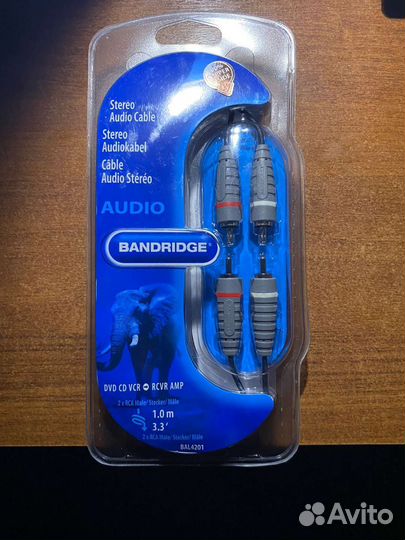 Stereo
Audio Cable
Stereo
Audiokabel
Câble
Audio Stéréo
AUDIO
BANDRIDGE®
DVD CD VCR RCVR AMP
2 x RCA Male/ Stecker/ Mâle
1.0 m
3.3'
2 x RCA Male/ Stecker/ Mâle
BAL4201
Avito